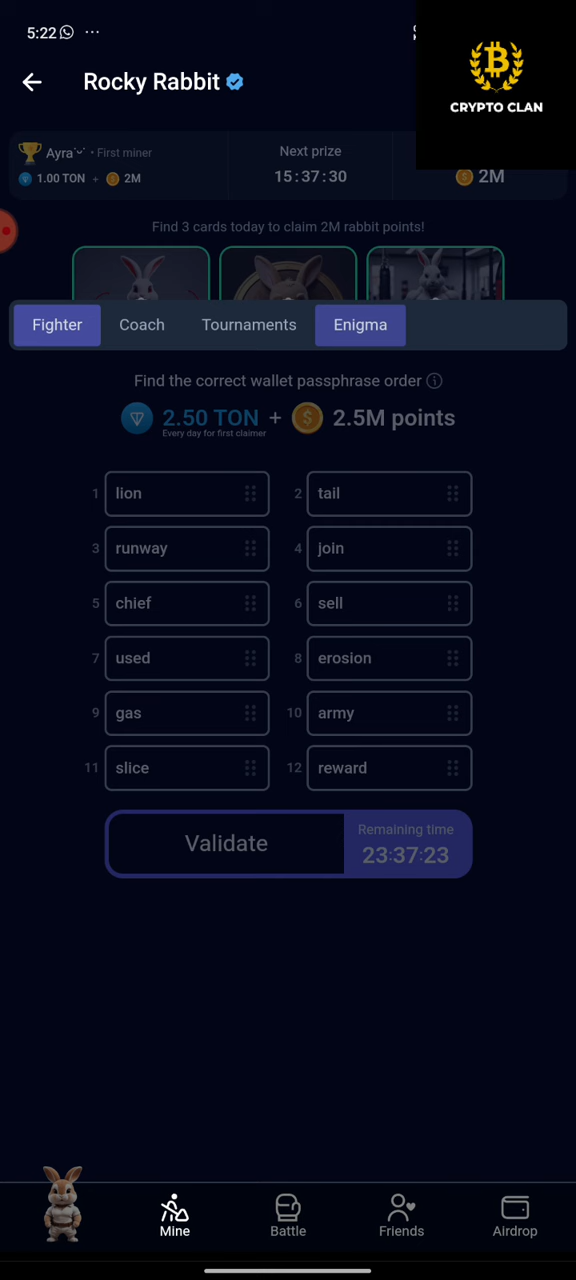 5:22
Rocky Rabbit
CRYPTO CLAN
Ayra • First miner
1.00 TON + 2M
Next prize
15:37:30
2M
Find 3 cards today to claim 2M rabbit points!
Fighter Coach Tournaments Enigma
Find the correct wallet passphrase order
2.50 TON + 2.5M points
Every day for first claimer
1 lion 2 tail
3 runway 4 join
5 chief 6 sell
7 used 8 erosion
9 gas 10 army
11 slice 12 reward
Validate
Remaining time
23:37:23
Mine Battle Friends Airdrop